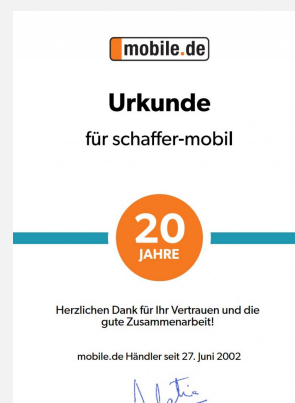 mobile.de
Urkunde
für schaffer-mobil
20
JAHRE
Herzlichen Dank für Ihr Vertrauen und die
gute Zusammenarbeit!
mobile.de Händler seit 27. Juni 2002